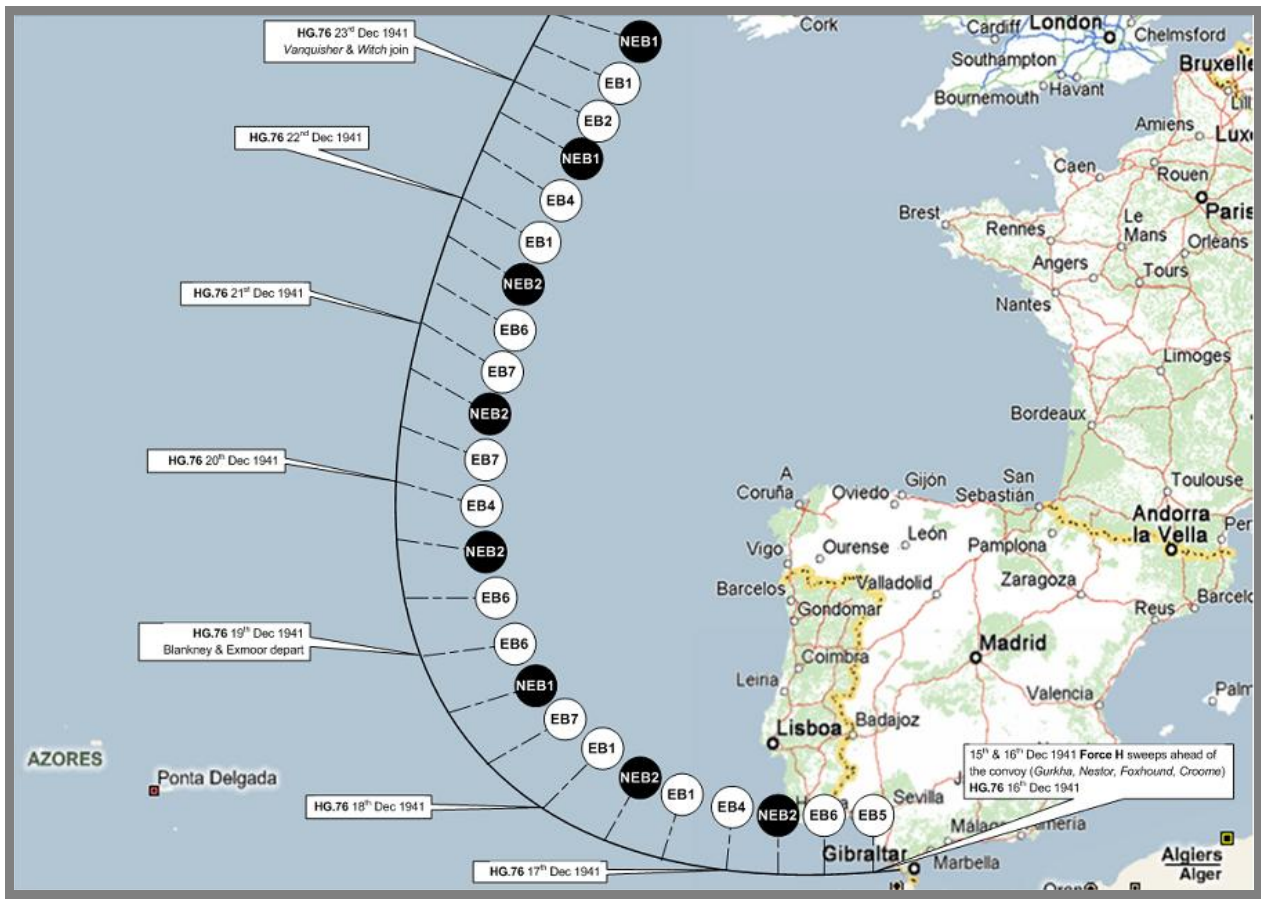 HG.76 23rd Dec 1941
Vanquisher & Witch join
HG.76 22nd Dec 1941
HG.76 21st Dec 1941
HG.76 20th Dec 1941
HG.76 19th Dec 1941
Blankney & Exmoor depart
HG.76 18th Dec 1941
HG.76 17th Dec 1941
15th & 16th Dec 1941 Force H sweeps ahead of
the convoy (Gurkha, Nestor, Foxhound, Croome)
HG.76 16th Dec 1941
NEB1
EB1
EB2
NEB1
EB4
EB1
NEB2
EB6
EB7
NEB2
EB7
EB4
NEB2
EB6
EB6
NEB1
EB7
EB1
NEB2
EB1
EB4
NEB2
EB6
EB5
Cork
Cardiff
London
Chelmsford
Southampton
Havant
Bournemouth
Bruxelle
Lill
Amiens
Lux
Caen
Rouen
Paris
Brest
Rennes
Le
Mans
Orléans
Angers
Tours
Nantes
Limoges
Bordeaux
Toulouse
A
Coruña
Oviedo
Gijón
San
Sebastián
Andorra
la Vella
Per
Vigo
Ourense
León
Pamplona
Barcelos
Valladolid
Zaragoza
Gondomar
Reus
Barcelo
Madrid
Coimbra
Leiria
Valencia
Palm
Lisboa
Badajoz
AZORES
Ponta Delgada
Sevilla
Gibraltar
Marbella
Algiers
Alger